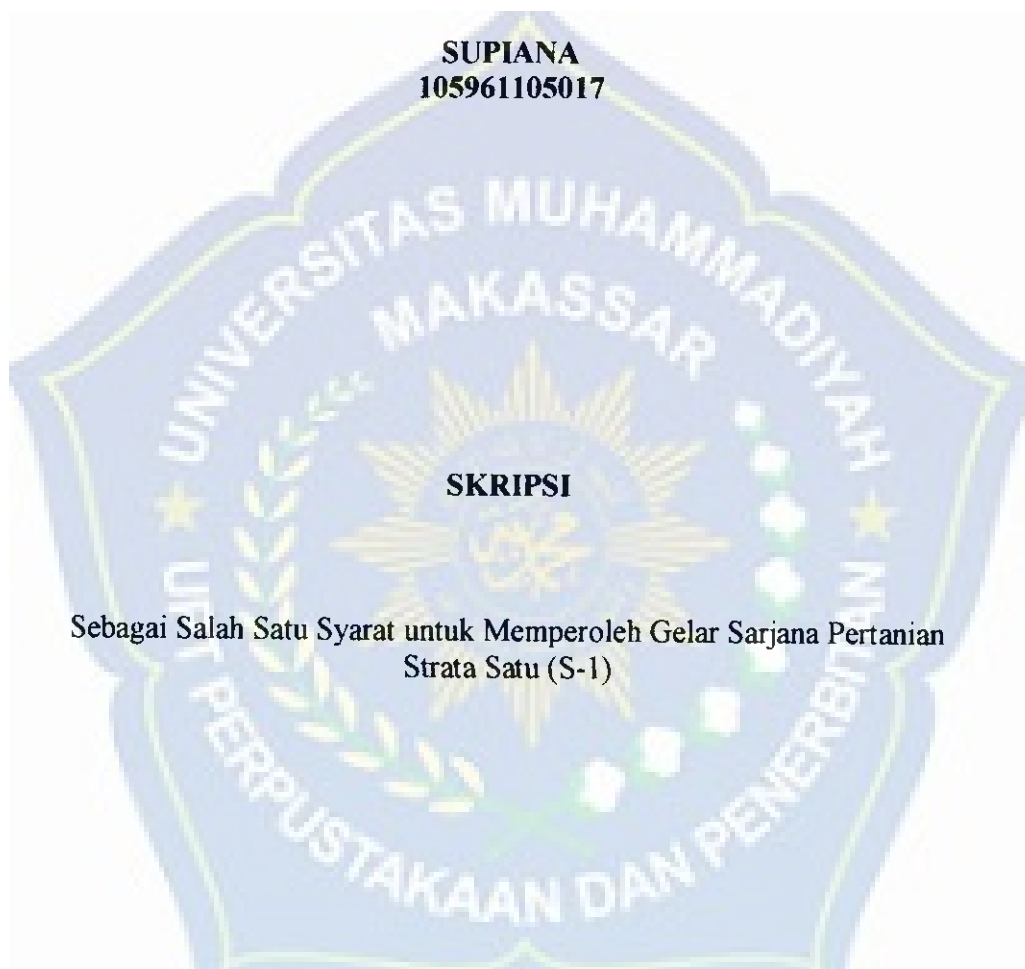 SUPIANA
105961105017
UNIVERSITAS MUHAMMADIYAH
MAKASSAR
SKRIPSI
Sebagai Salah Satu Syarat untuk Memperoleh Gelar Sarjana Pertanian
Strata Satu (S-1)
UPT PERPUSTAKAAN DAN PENERBITAN